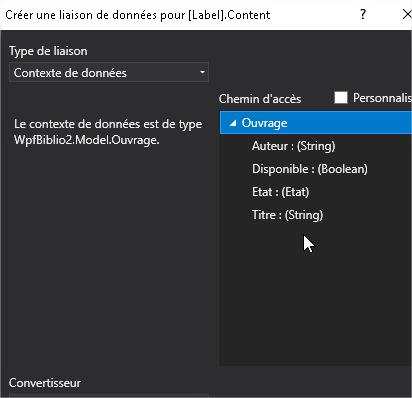 Créer une liaison de données pour [Label].Content ? ×
Type de liaison
Contexte de données
Chemin d'accès Personnalis
Le contexte de données est de type
WpfBiblio2.Model.Ouvrage.
Ouvrage
Auteur : (String)
Disponible : (Boolean)
Etat : (Etat)
Titre : (String)
Convertisseur